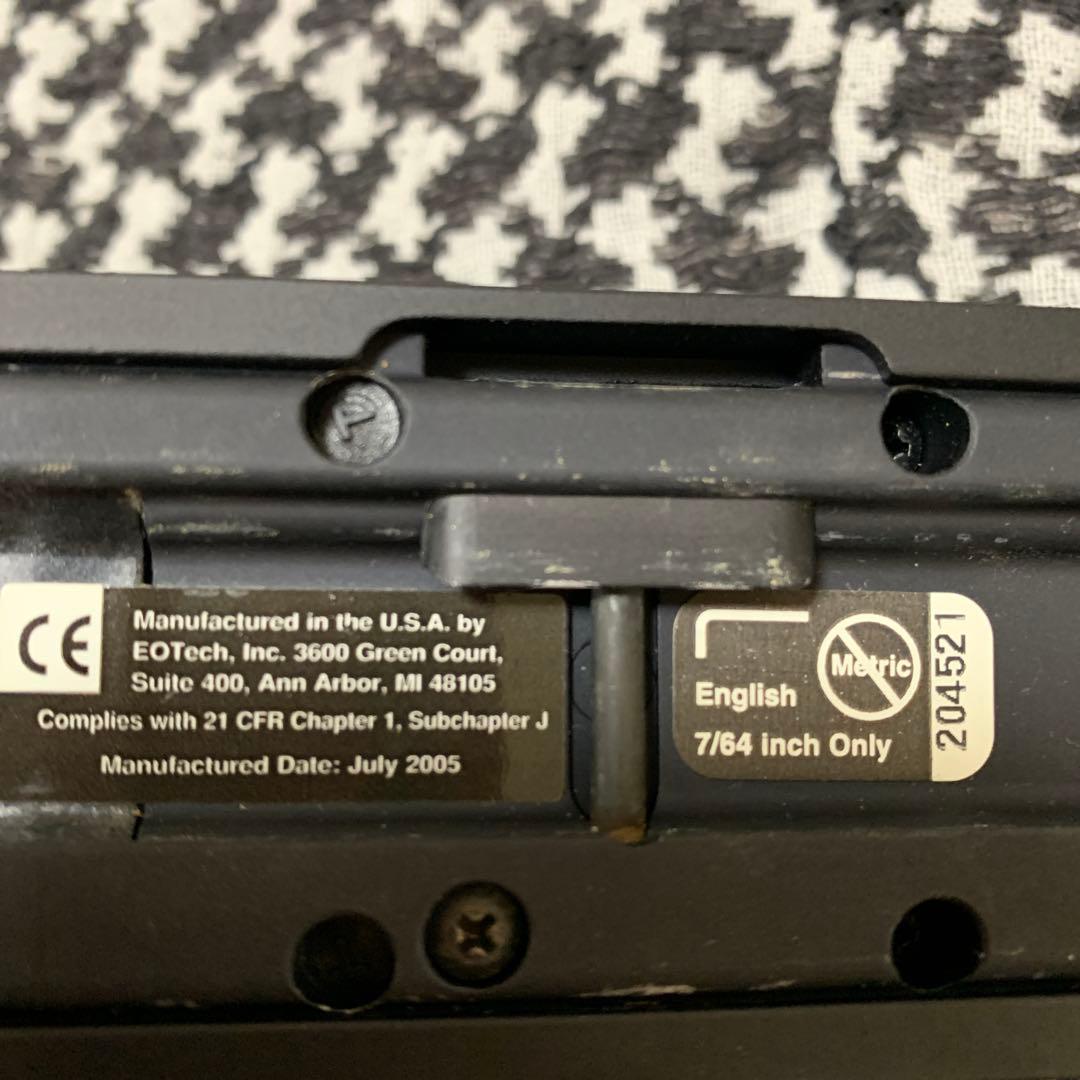 CE
Manufactured in the U.S.A. by
EOTech, Inc. 3600 Green Court,
Suite 400, Ann Arbor, MI 48105
Complies with 21 CFR Chapter 1, Subchapter J
Manufactured Date: July 2005
Metric
English
7/64 inch Only
204521